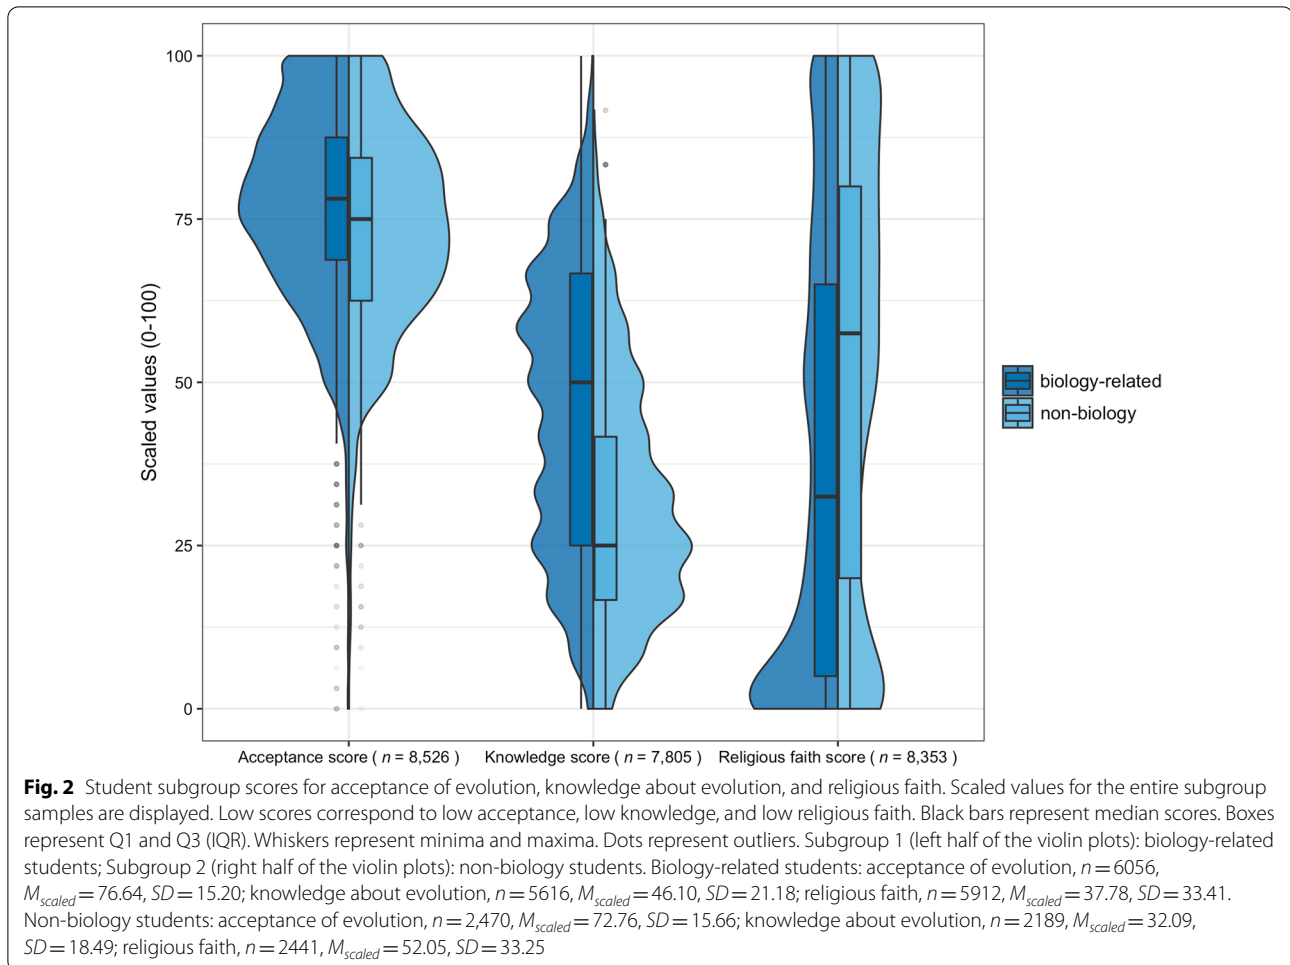 100
75
50
25
0
Scaled values (0-100)
biology-related
non-biology
Acceptance score ( n = 8,526 ) Knowledge score ( n = 7,805 ) Religious faith score ( n = 8,353 )
Fig. 2 Student subgroup scores for acceptance of evolution, knowledge about evolution, and religious faith. Scaled values for the entire subgroup
samples are displayed. Low scores correspond to low acceptance, low knowledge, and low religious faith. Black bars represent median scores. Boxes
represent Q1 and Q3 (IQR). Whiskers represent minima and maxima. Dots represent outliers. Subgroup 1 (left half of the violin plots): biology-related
students; Subgroup 2 (right half of the violin plots): non-biology students. Biology-related students: acceptance of evolution, n = 6056,
Mscaled = 76.64, SD = 15.20; knowledge about evolution, n = 5616, Mscaled = 46.10, SD = 21.18; religious faith, n = 5912, Mscaled = 37.78, SD = 33.41.
Non-biology students: acceptance of evolution, n = 2,470, Mscaled = 72.76, SD = 15.66; knowledge about evolution, n = 2189, Mscaled = 32.09,
SD = 18.49; religious faith, n = 2441, Mscaled = 52.05, SD = 33.25